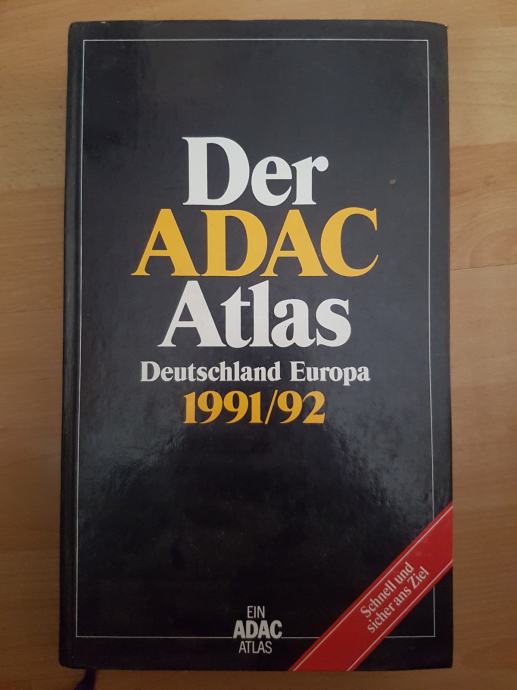 Der
ADAC
Atlas
Deutschland Europa
1991/92
Schnell und
sicher ans Ziel
EIN
ADAC
ATLAS